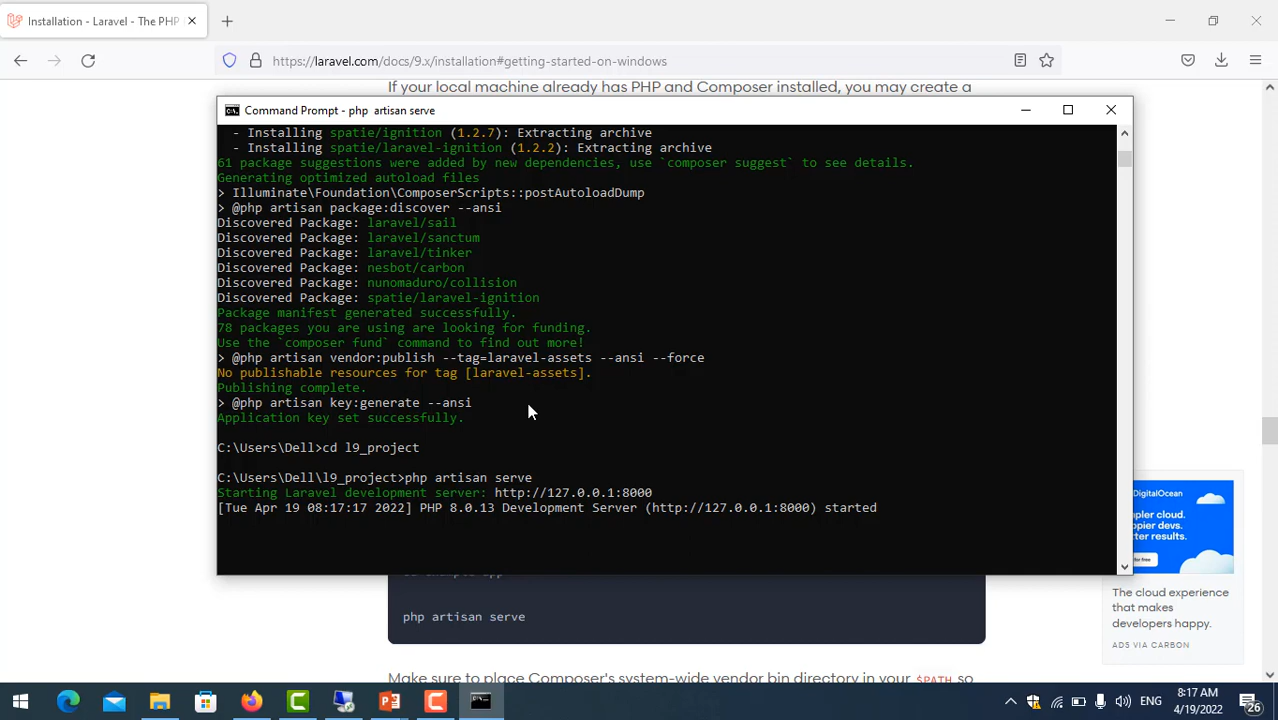 Installation - Laravel - The PHP
https://laravel.com/docs/9.x/installation#getting-started-on-windows
If your local machine already has PHP and Composer installed, you may create a
Command Prompt - php  artisan serve
- Installing spatie/ignition (1.2.7): Extracting archive
- Installing spatie/laravel-ignition (1.2.2): Extracting archive
61 package suggestions were added by new dependencies, use `composer suggest` to see details.
Generating optimized autoload files
> Illuminate\Foundation\ComposerScripts::postAutoloadDump
> @php artisan package:discover --ansi
Discovered Package: laravel/sail
Discovered Package: laravel/sanctum
Discovered Package: laravel/tinker
Discovered Package: nesbot/carbon
Discovered Package: nunomaduro/collision
Discovered Package: spatie/laravel-ignition
Package manifest generated successfully.
78 packages you are using are looking for funding.
Use the `composer fund` command to find out more!
> @php artisan vendor:publish --tag=laravel-assets --ansi --force
No publishable resources for tag [laravel-assets].
Publishing complete.
> @php artisan key:generate --ansi
Application key set successfully.
C:\Users\Dell>cd l9_project
C:\Users\Dell\l9_project>php artisan serve
Starting Laravel development server: http://127.0.0.1:8000
[Tue Apr 19 08:17:17 2022] PHP 8.0.13 Development Server (http://127.0.0.1:8000) started
php artisan serve
Make sure to place Composer's system-wide vendor bin directory in your $PATH so
DigitalOcean
pler cloud.
ppier devs.
rter results.
for free
The cloud experience
that makes
developers happy.
ADS VIA CARBON
ENG
8:17 AM
4/19/2022
26